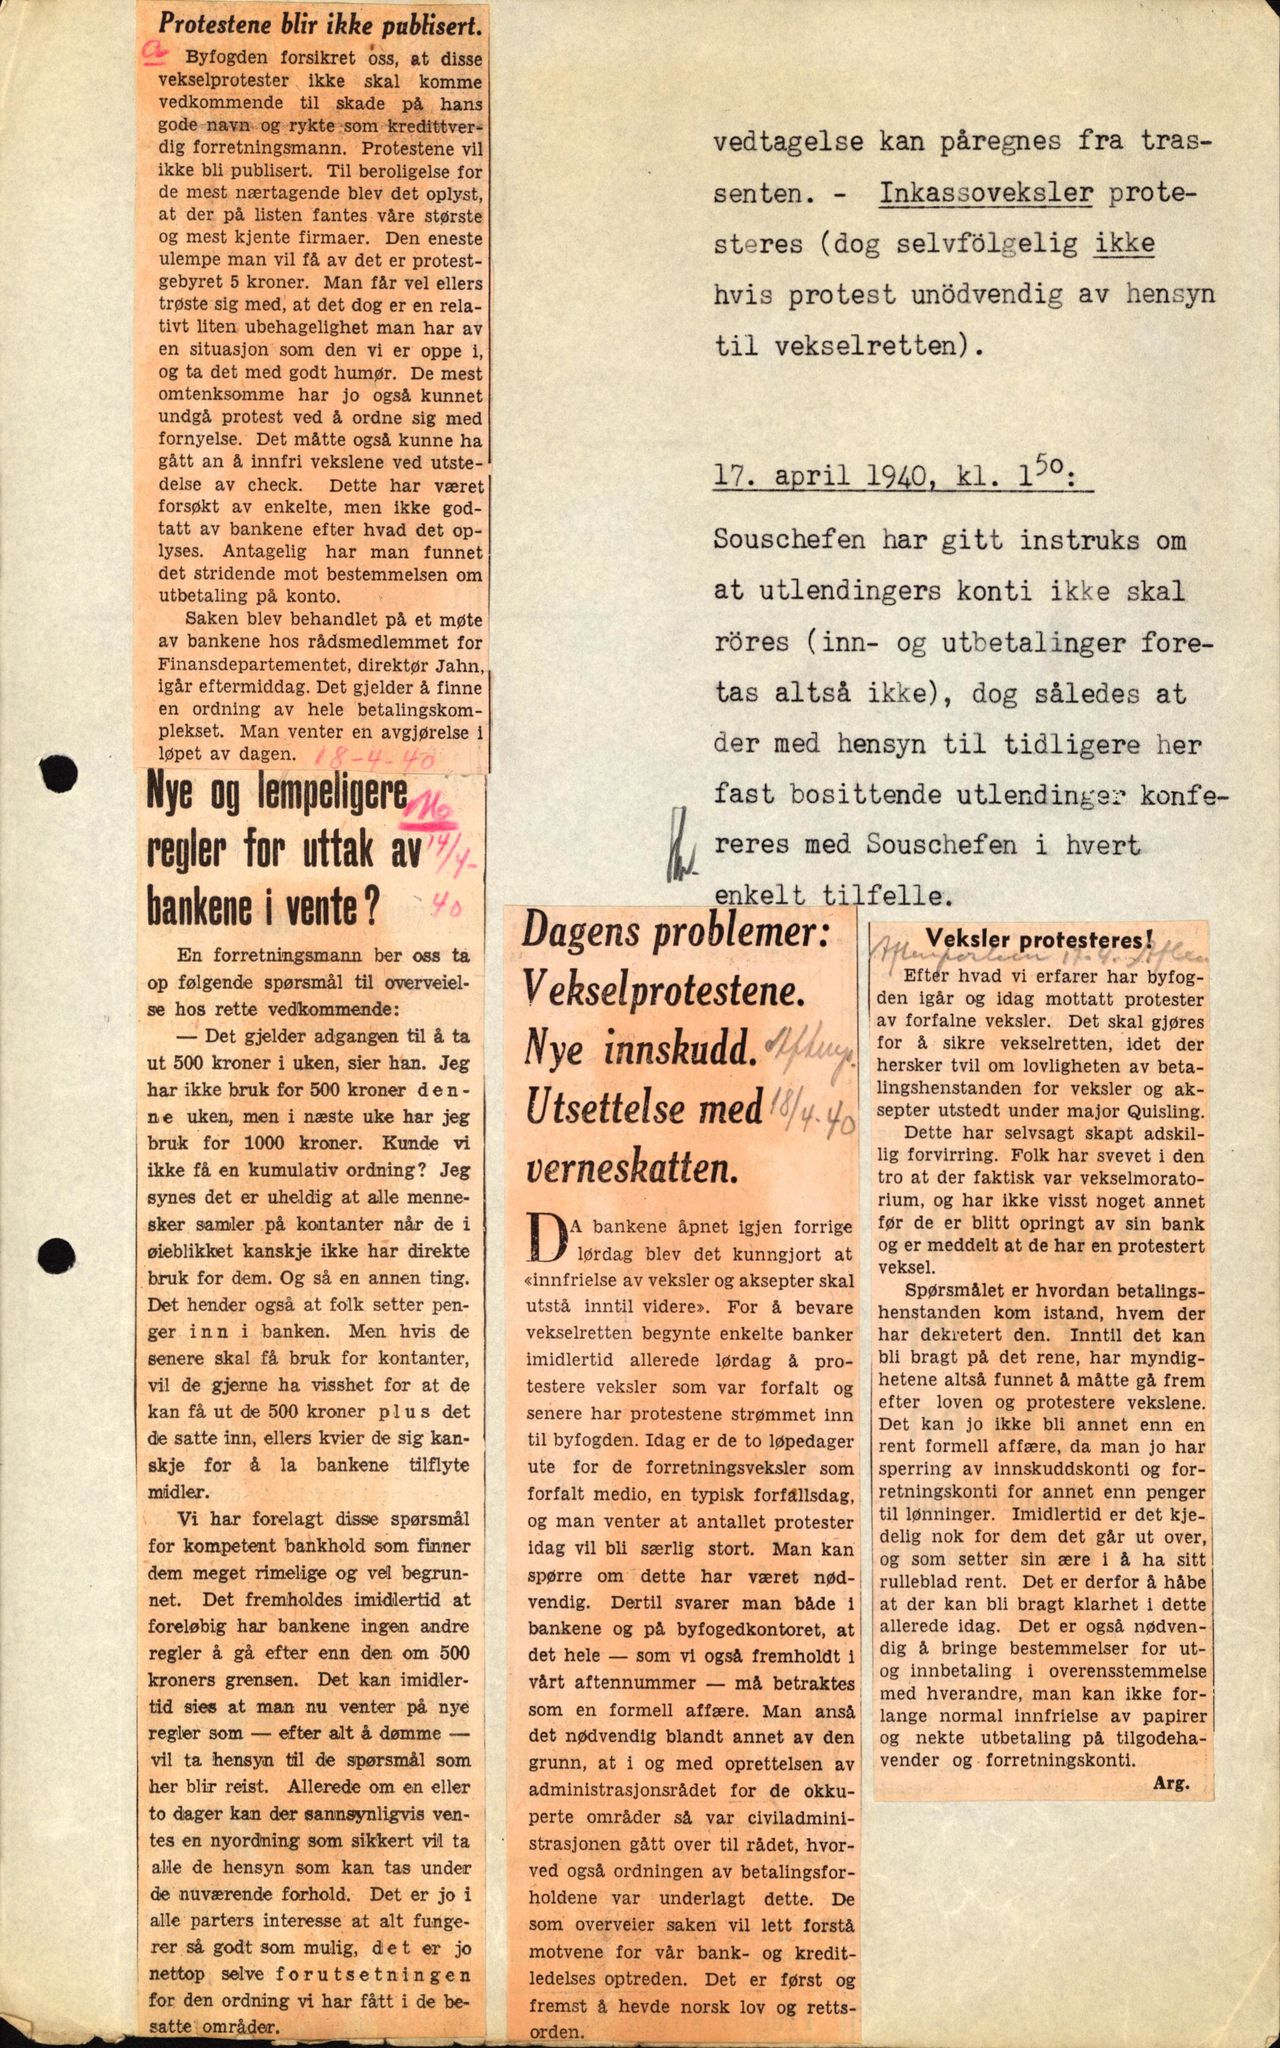 Protestene blir ikke publisert.
a
Byfogden forsikret oss, at disse
vekselprotester ikke skal komme
vedkommende til skade på hans
gode navn og rykte som kredittver-
dig forretningsmann. Protestene vil
ikke bli publisert. Til beroligelse for
de mest nærtagende blev det oplyst,
at der på listen fantes våre største
og mest kjente firmaer. Den eneste
ulempe man vil få av det er protest-
gebyret 5 kroner. Man får vel ellers
trøste sig med, at det dog er en rela-
tivt liten ubehagelighet man har av
en situasjon som den vi er oppe i,
og ta det med godt humør. De mest
omtenksomme har jo også kunnet
undgå protest ved å ordne sig med
fornyelse. Det måtte også kunne ha
gått an å innfri vekslene ved utste-
delse av check. Dette har været
forsøkt av enkelte, men ikke god-
tatt av bankene efter hvad det op-
lyses. Antagelig har man funnet
det stridende mot bestemmelsen om
utbetaling på konto.
Saken blev behandlet på et møte
av bankene hos rådsmedlemmet for
Finansdepartementet, direktør Jahn,
igår eftermiddag. Det gjelder å finne
en ordning av hele betalingskom-
plekset. Man venter en avgjørelse i
løpet av dagen. 18-4-40
Nye og lempeligere
regler for uttak av
bankene i vente?
Mo
14/4-
40
En forretningsmann ber oss ta
op følgende spørsmål til overveiel-
se hos rette vedkommende:
— Det gjelder adgangen til å ta
ut 500 kroner i uken, sier han. Jeg
har ikke bruk for 500 kroner den-
ne uken, men i næste uke har jeg
bruk for 1000 kroner. Kunde vi
ikke få en kumulativ ordning? Jeg
synes det er uheldig at alle menne-
sker samler på kontanter når de i
øieblikket kanskje ikke har direkte
bruk for dem. Og så en annen ting.
Det hender også at folk setter pen-
ger inn i banken. Men hvis de
senere skal få bruk for kontanter,
vil de gjerne ha visshet for at de
kan få ut de 500 kroner plus det
de satte inn, ellers kvier de sig kan-
skje for å la bankene tilflyte
midler.
Vi har forelagt disse spørsmål
for kompetent bankhold som finner
dem meget rimelige og vel begrun-
net. Det fremholdes imidlertid at
foreløbig har bankene ingen andre
regler å gå efter enn den om 500
kroners grensen. Det kan imidler-
tid sies at man nu venter på nye
regler som — efter alt å dømme —
vil ta hensyn til de spørsmål som
her blir reist. Allerede om en eller
to dager kan der sannsynligvis ven-
tes en nyordning som sikkert vil ta
alle de hensyn som kan tas under
de nuværende forhold. Det er jo i
alle parters interesse at alt funge-
rer så godt som mulig, det er jo
nettop selve forutsetningen
for den ordning vi har fått i de be-
satte områder.
vedtagelse kan påregnes fra tras-
senten. - Inkassoveksler prote-
steres (dog selvfölgelig ikke
hvis protest unödvendig av hensyn
til vekselretten).
17. april 1940, kl. 1⁵⁰:
Souschefen har gitt instruks om
at utlendingers konti ikke skal
röres (inn- og utbetalinger fore-
tas altså ikke), dog således at
der med hensyn til tidligere her
fast bosittende utlendinger konfe-
reres med Souschefen i hvert
enkelt tilfelle.
Dagens problemer:
Vekselprotestene.
Nye innskudd. Aftenp.
Utsettelse med 18/4-40
verneskatten.
DA bankene åpnet igjen forrige
lørdag blev det kunngjort at
«innfrielse av veksler og aksepter skal
utstå inntil videre». For å bevare
vekselretten begynte enkelte banker
imidlertid allerede lørdag å pro-
testere veksler som var forfalt og
senere har protestene strømmet inn
til byfogden. Idag er de to løpedager
ute for de forretningsveksler som
forfalt medio, en typisk forfallsdag,
og man venter at antallet protester
idag vil bli særlig stort. Man kan
spørre om dette har været nød-
vendig. Dertil svarer man både i
bankene og på byfogedkontoret, at
det hele — som vi også fremholdt i
vårt aftennummer — må betraktes
som en formell affære. Man anså
det nødvendig blandt annet av den
grunn, at i og med oprettelsen av
administrasjonsrådet for de okku-
perte områder så var civiladmini-
strasjonen gått over til rådet, hvor-
ved også ordningen av betalingsfor-
holdene var underlagt dette. De
som overveier saken vil lett forstå
motvene for vår bank- og kredit-
ledelses optreden. Det er først og
fremst å hevde norsk lov og retts-
orden.
Veksler protesteres!
Aftenposten 17-4. Aften
Efter hvad vi erfarer har byfog-
den igår og idag mottatt protester
av forfalne veksler. Det skal gjøres
for å sikre vekselretten, idet der
hersker tvil om lovligheten av beta-
lingshenstanden for veksler og ak-
septer utstedt under major Quisling.
Dette har selvsagt skapt adskil-
lig forvirring. Folk har svevet i den
tro at der faktisk var vekselmorato-
rium, og har ikke visst noget annet
før de er blitt opringt av sin bank
og er meddelt at de har en protestert
veksel.
Spørsmålet er hvordan betalings-
henstanden kom istand, hvem der
har dekretert den. Inntil det kan
bli bragt på det rene, har myndig-
hetene altså funnet å måtte gå frem
efter loven og protestere vekslene.
Det kan jo ikke bli annet enn en
rent formell affære, da man jo har
sperring av innskuddskonti og for-
retningskonti for annet enn penger
til lønninger. Imidlertid er det kje-
delig nok for dem det går ut over,
og som setter sin ære i å ha sitt
rulleblad rent. Det er derfor å håbe
at der kan bli bragt klarhet i dette
allerede idag. Det er også nødven-
dig å bringe bestemmelser for ut-
og innbetaling i overensstemmelse
med hverandre, man kan ikke for-
lange normal innfrielse av papirer
og nekte utbetaling på tilgodeha-
vender og forretningskonti.
Arg.